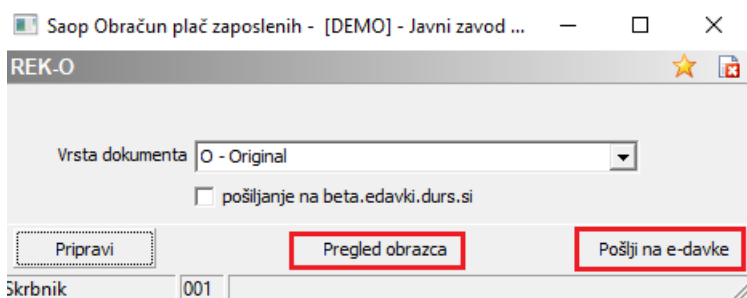 Saop Obračun plač zaposlenih - [DEMO] - Javni zavod ...
REK-O
Vrsta dokumenta O - Original
pošiljanje na beta.edavki.durs.si
Pripravi Pregled obrazca Pošlji na e-davke
Skrbnik 001